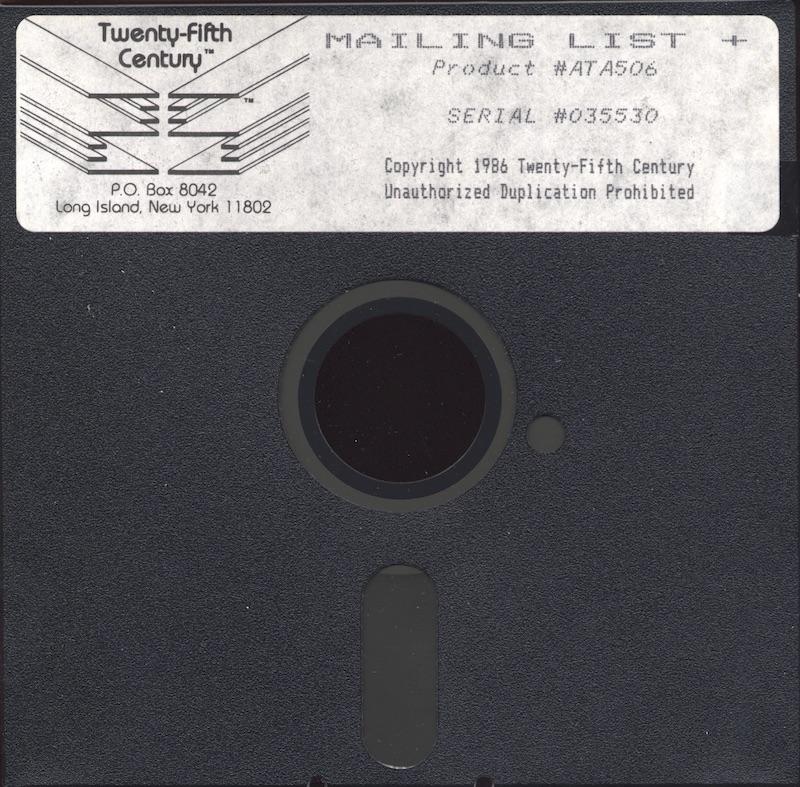 Twenty-Fifth
Century™
™
P.O. Box 8042
Long Island, New York 11802
MAILING LIST +
Product #ATA506
SERIAL #035530
Copyright 1986 Twenty-Fifth Century
Unauthorized Duplication Prohibited